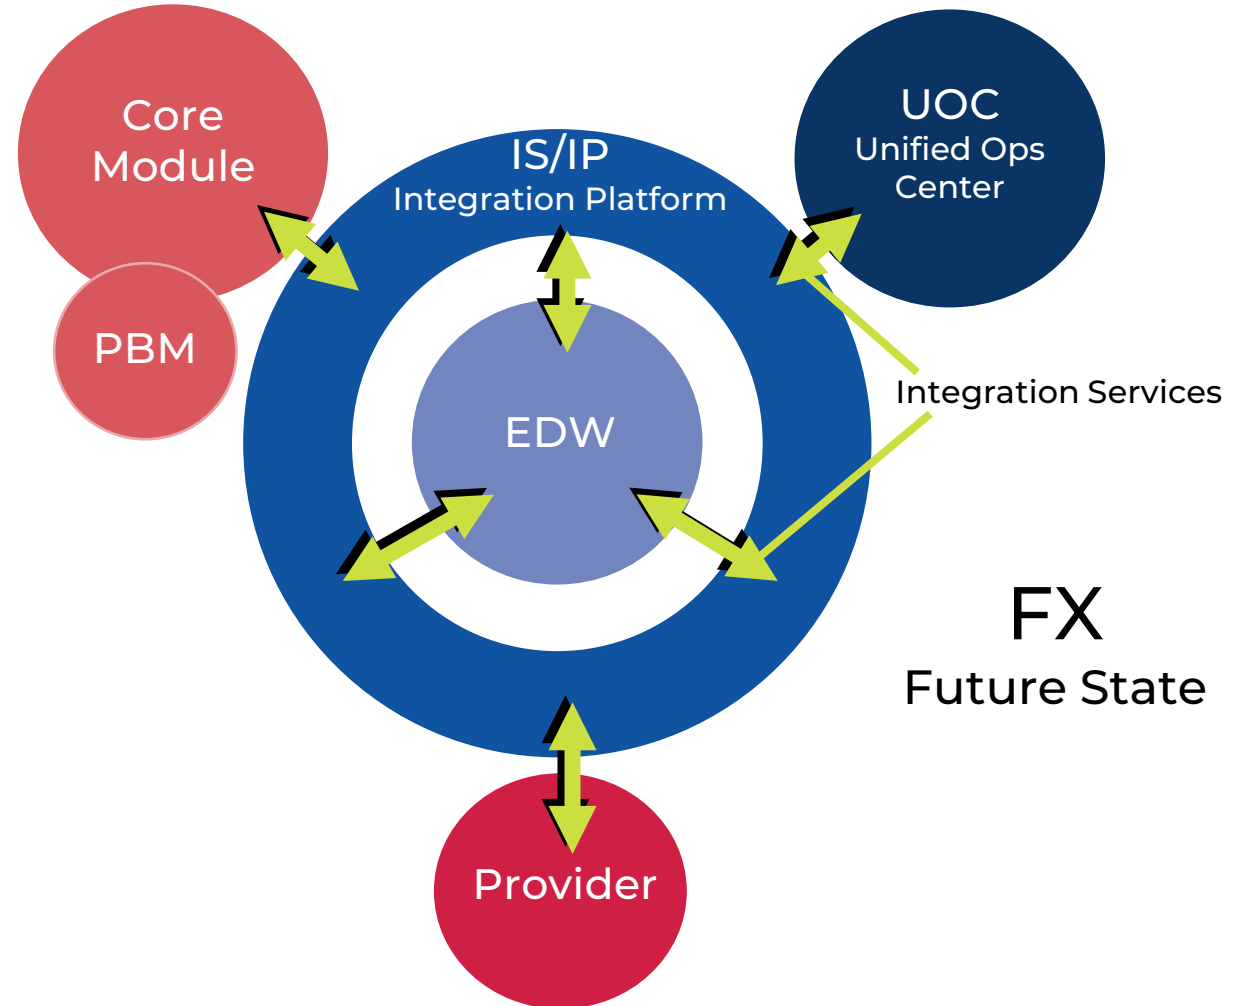 Core
Module
PBM
IS/IP
Integration Platform
UOC
Unified Ops
Center
EDW
Integration Services
FX
Future State
Provider